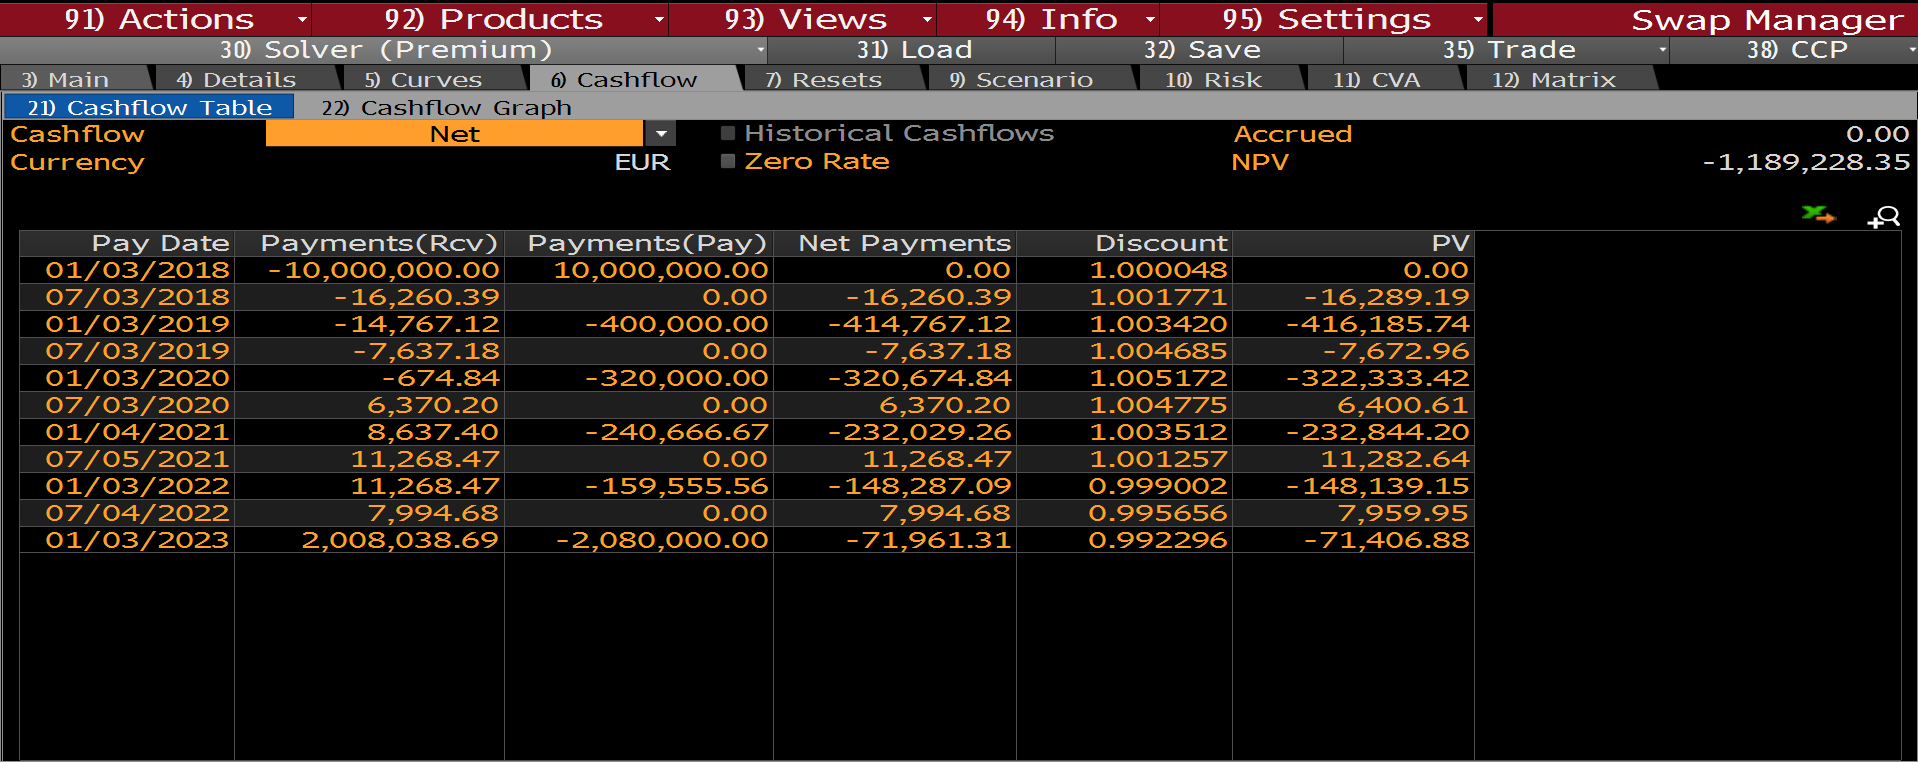 91) Actions 92) Products 93) Views 94) Info 95) Settings Swap Manager
30) Solver (Premium) 31) Load 32) Save 35) Trade 38) CCP
3) Main 4) Details 5) Curves 6) Cashflow 7) Resets 9) Scenario 10) Risk 11) CVA 12) Matrix
21) Cashflow Table 22) Cashflow Graph
Cashflow Net Historical Cashflows Accrued 0.00
Currency EUR Zero Rate NPV -1,189,228.35
Pay Date Payments(Rcv) Payments(Pay) Net Payments Discount PV
01/03/2018 -10,000,000.00 10,000,000.00 0.00 1.000048 0.00
07/03/2018 -16,260.39 0.00 -16,260.39 1.001771 -16,289.19
01/03/2019 -14,767.12 -400,000.00 -414,767.12 1.003420 -416,185.74
07/03/2019 -7,637.18 0.00 -7,637.18 1.004685 -7,672.96
01/03/2020 -674.84 -320,000.00 -320,674.84 1.005172 -322,333.42
07/03/2020 6,370.20 0.00 6,370.20 1.004775 6,400.61
01/04/2021 8,637.40 -240,666.67 -232,029.26 1.003512 -232,844.20
07/05/2021 11,268.47 0.00 11,268.47 1.001257 11,282.64
01/03/2022 11,268.47 -159,555.56 -148,287.09 0.999002 -148,139.15
07/04/2022 7,994.68 0.00 7,994.68 0.995656 7,959.95
01/03/2023 2,008,038.69 -2,080,000.00 -71,961.31 0.992296 -71,406.88